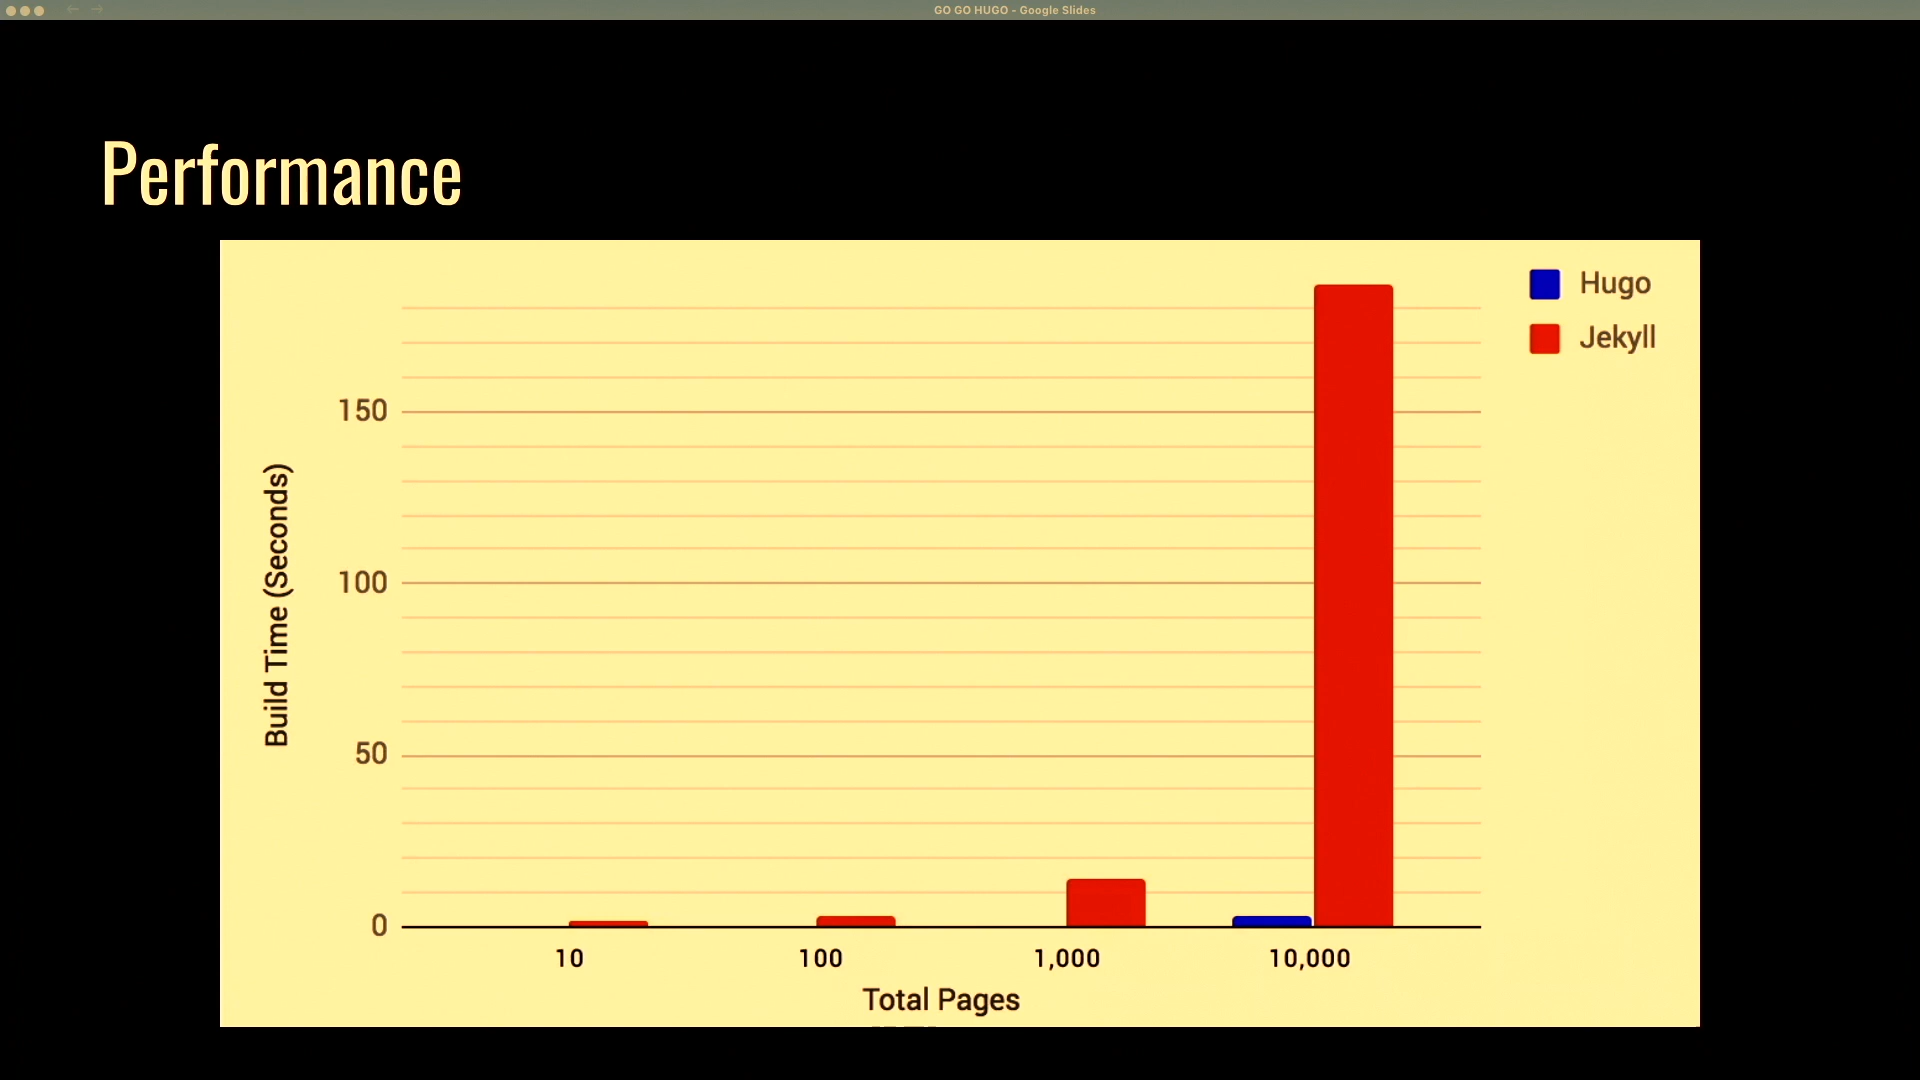 GO GO HUGO - Google Slides
Performance
Hugo
Jekyll
150
100
50
0
Build Time (Seconds)
10 100 1,000 10,000
Total Pages